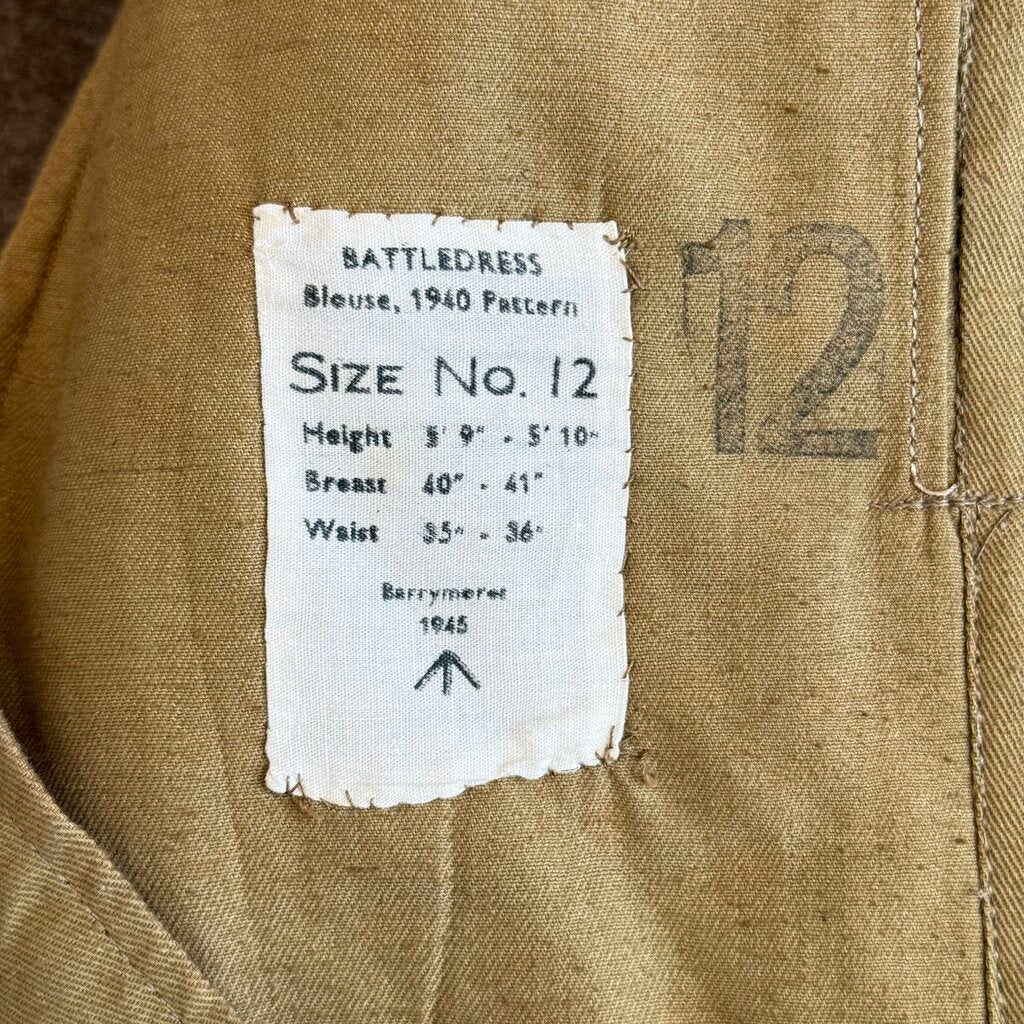 BATTLEDRESS
Blouse, 1940 Pattern
SIZE No. 12
Height 5' 9" - 5' 10"
Breast 40" - 41"
Waist 35" - 36"
Barrymores
1945
12